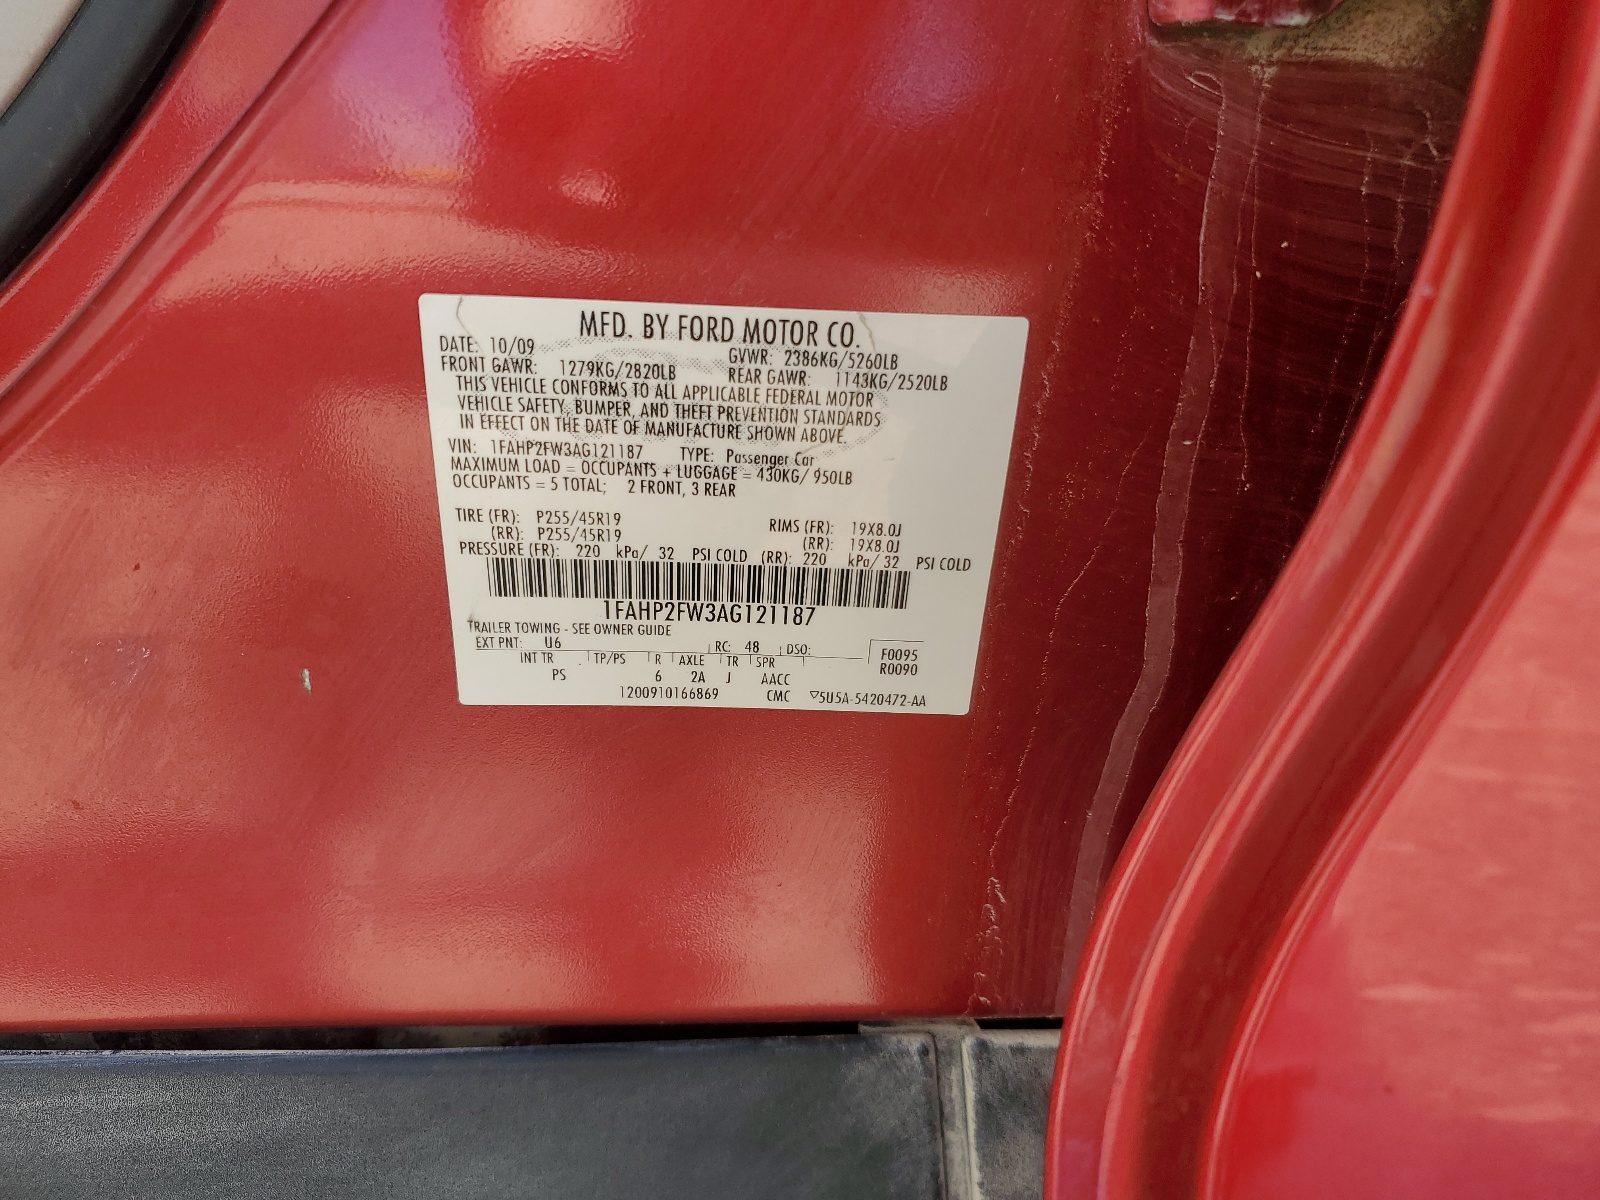 MFD. BY FORD MOTOR CO.
DATE: 10/09 GVWR: 2386KG/5260LB
FRONT GAWR: 1279KG/2820LB REAR GAWR: 1143KG/2520LB
THIS VEHICLE CONFORMS TO ALL APPLICABLE FEDERAL MOTOR
VEHICLE SAFETY, BUMPER, AND THEFT PREVENTION STANDARDS
IN EFFECT ON THE DATE OF MANUFACTURE SHOWN ABOVE.
VIN: 1FAHP2FW3AG121187 TYPE: Passenger Car
MAXIMUM LOAD = OCCUPANTS + LUGGAGE = 430KG/ 950LB
OCCUPANTS = 5 TOTAL; 2 FRONT, 3 REAR
TIRE (FR): P255/45R19 RIMS (FR): 19X8.0J
(RR): P255/45R19 (RR): 19X8.0J
PRESSURE (FR): 220 kPa/ 32 PSI COLD (RR): 220 kPa/ 32 PSI COLD
1FAHP2FW3AG121187
TRAILER TOWING - SEE OWNER GUIDE
EXT PNT: U6 RC: 48 DSO: F0095
INT TR TP/PS R AXLE TR SPR R0090
PS 6 2A J AACC
1200910166869 CMC ▽5U5A-5420472-AA